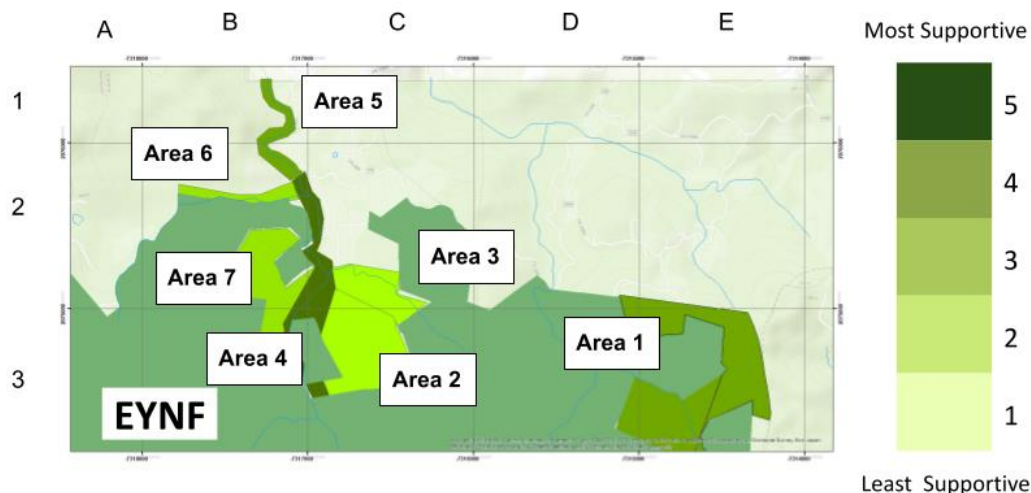 A B C D E
Most Supportive
1
Area 5
5
Area 6
4
2
Area 3
3
Area 7
Area 1
2
Area 4
Area 2
3
EYNF
1
Least Supportive